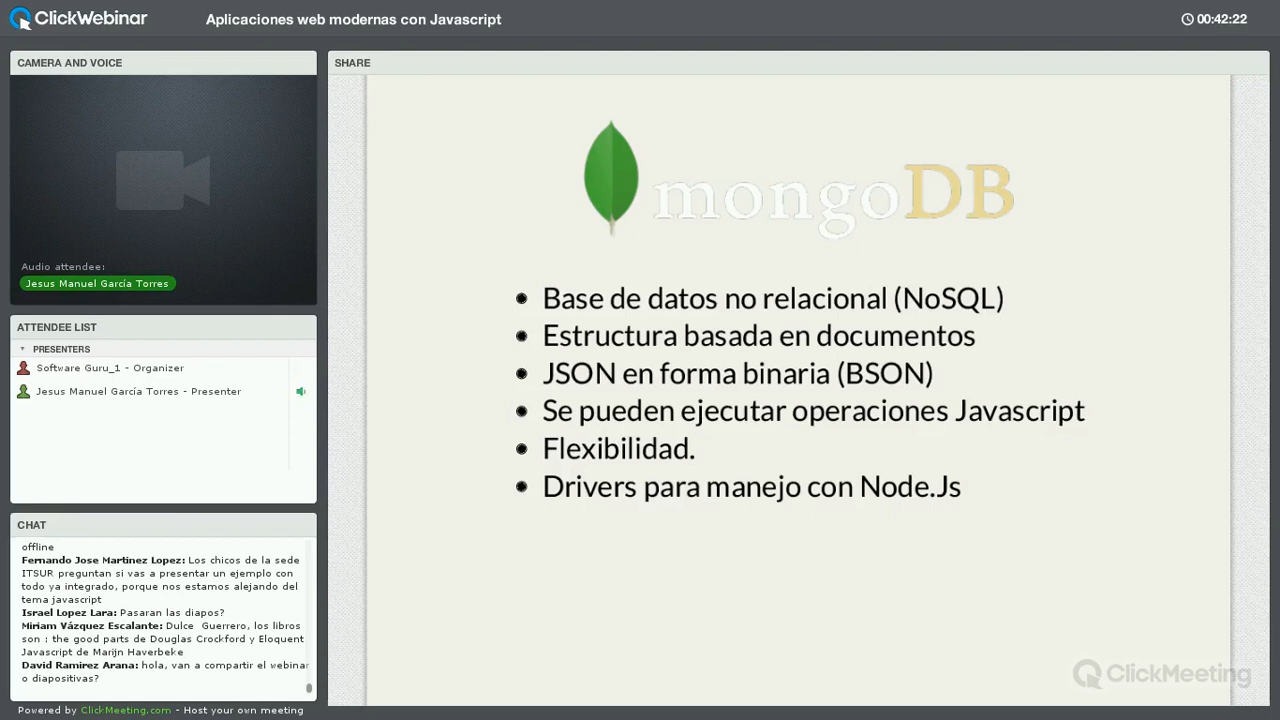 ClickWebinar
Aplicaciones web modernas con Javascript
00:42:22
CAMERA AND VOICE
Audio attendee:
Jesus Manuel García Torres
ATTENDEE LIST
PRESENTERS
Software Guru_1 - Organizer
Jesus Manuel García Torres - Presenter
CHAT
offline
Fernando Jose Martinez Lopez: Los chicos de la sede
ITSUR preguntan si vas a presentar un ejemplo con
todo ya integrado, porque nos estamos alejando del
tema javascript
Israel Lopez Lara: Pasaran las diapos?
Miriam Vázquez Escalante: Dulce Guerrero, los libros
son : the good parts de Douglas Crockford y Eloquent
Javascript de Marijn Haverbeke
David Ramirez Arana: hola, van a compartir el webinar
o diapositivas?
Powered by ClickMeeting.com - Host your own meeting
SHARE
mongoDB
• Base de datos no relacional (NoSQL)
• Estructura basada en documentos
• JSON en forma binaria (BSON)
• Se pueden ejecutar operaciones Javascript
• Flexibilidad.
• Drivers para manejo con Node.Js
ClickMeeting